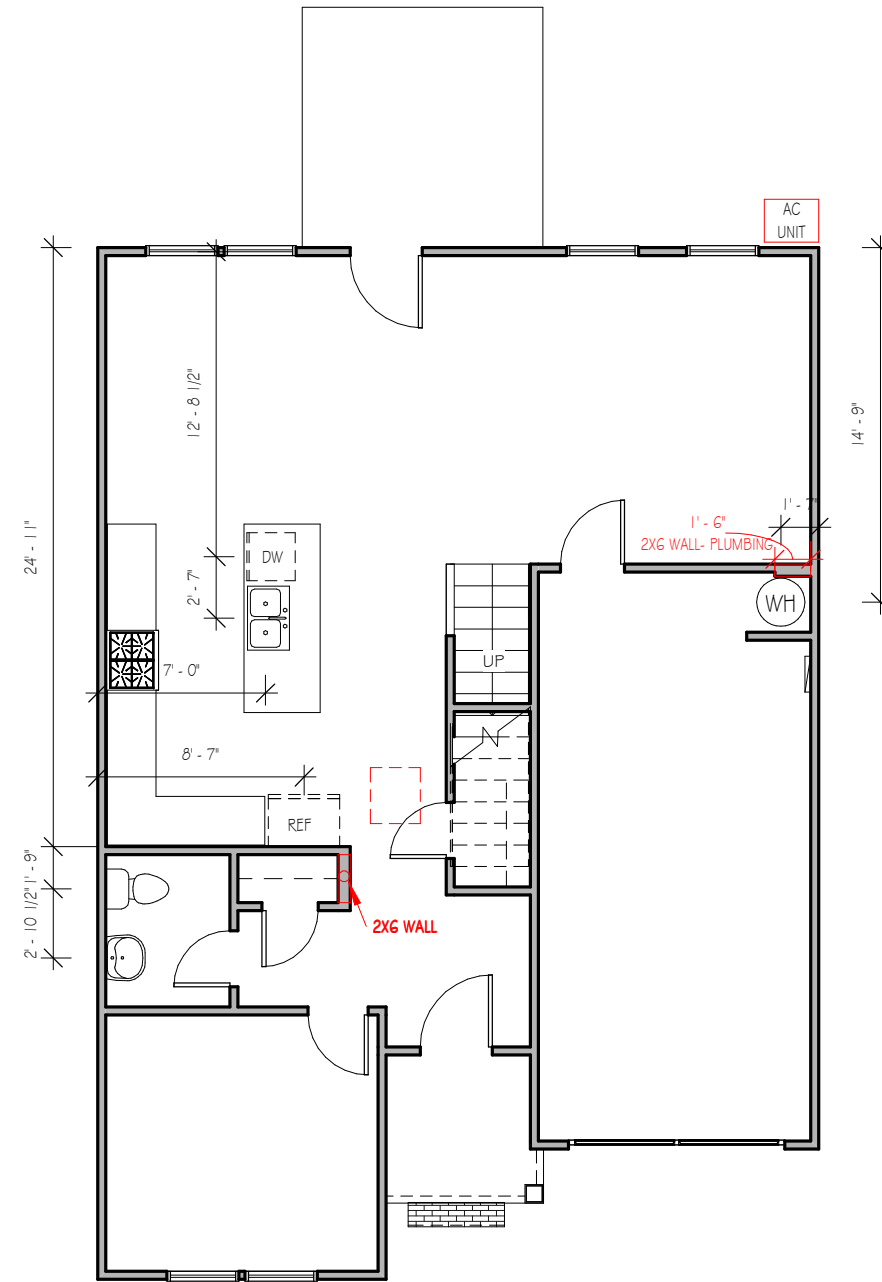 AC
UNIT
12' - 8 1/2"
14' - 9"
24' - 11"
1' - 7"
1' - 6"
2X6 WALL- PLUMBING
DW
2' - 7"
WH
UP
7' - 0"
8' - 7"
REF
1' - 9"
2' - 10 1/2"
2X6 WALL